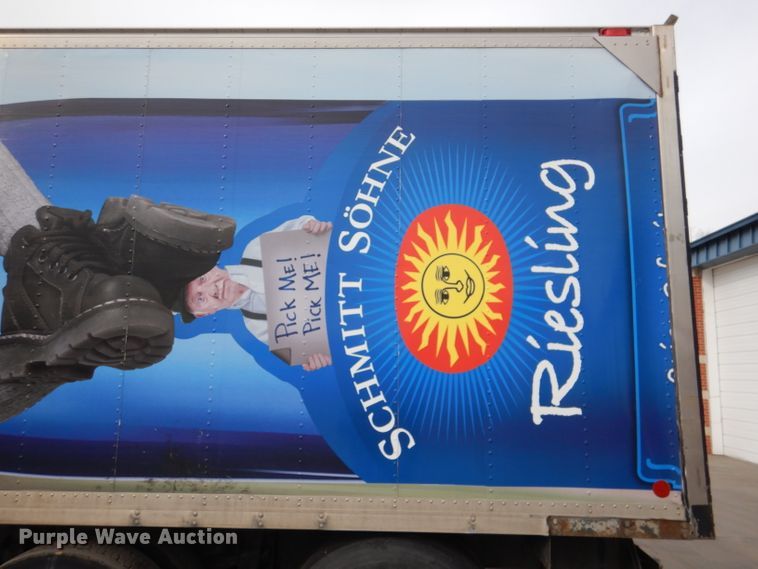 PICK ME!
PICK ME!
SCHMITT SÖHNE
Riesling
Purple Wave Auction